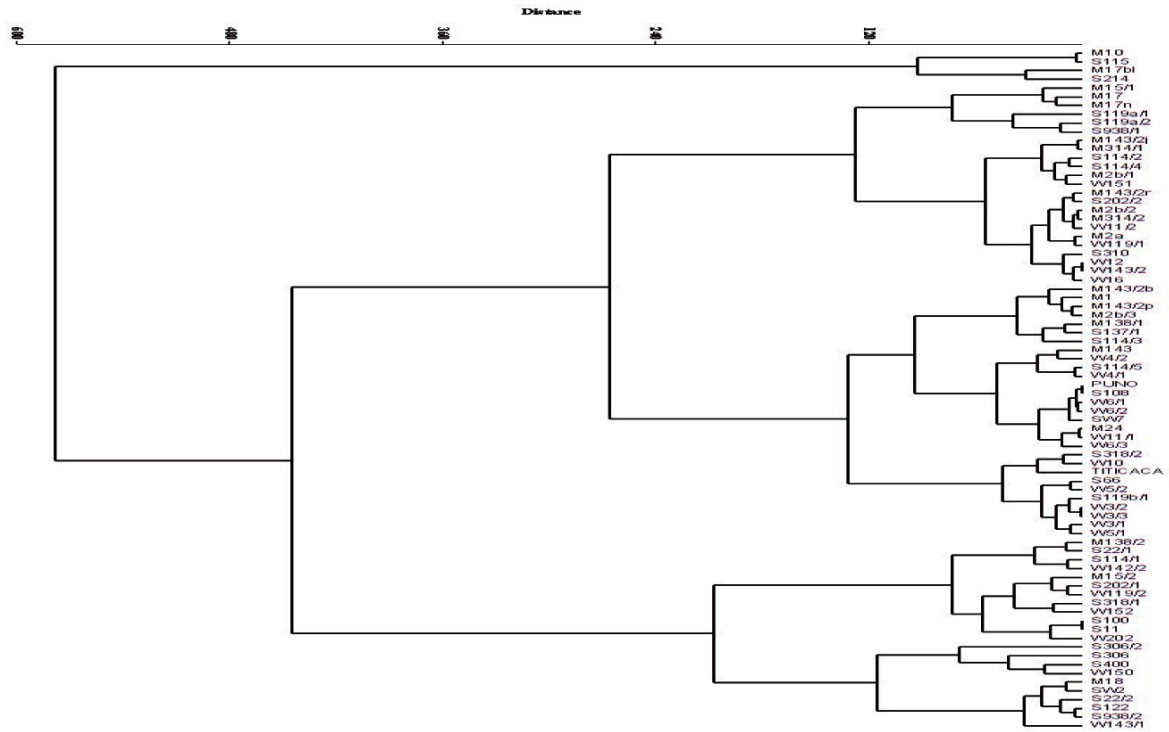 Distance
600 400 360 240 120
M10
S115
M17bl
S214
M15/1
M17
M17n
S119a/1
S119a/2
S938/1
M143/2j
M314/1
S114/2
S114/4
M2b/1
W151
M143/2r
S202/2
M2b/2
M314/2
W11/2
M2a
W119/1
S310
W12
W143/2
W16
M143/2b
M1
M143/2p
M2b/3
M138/1
S137/1
S114/3
M143
W4/2
S114/5
W4/1
PUNO
S108
W6/1
W6/2
SW7
M24
W11/1
W6/3
S318/2
W10
TITICACA
S66
W5/2
S119b/1
W3/2
W3/3
W3/1
W5/1
M138/2
S22/1
S114/1
W142/2
M15/2
S202/1
W119/2
S318/1
W152
S100
S11
W202
S306/2
S306
S400
W150
M18
SW2
S22/2
S122
S938/2
W143/1